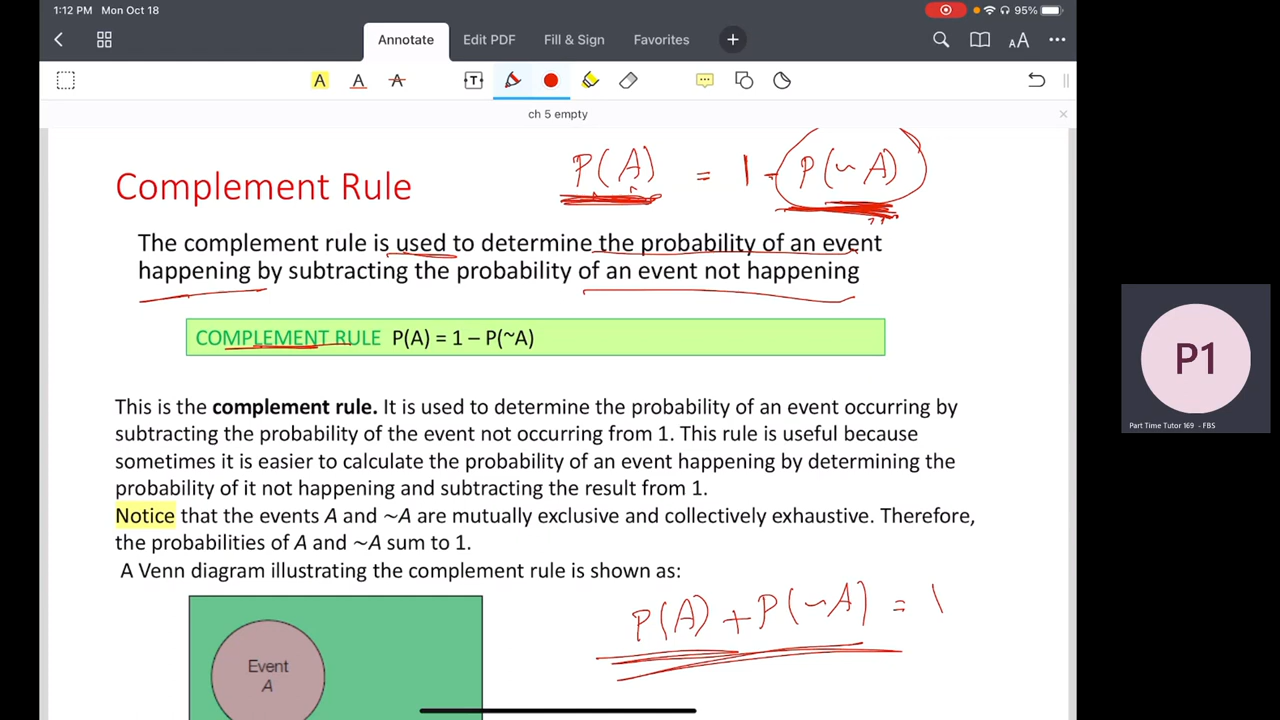 1:12 PM Mon Oct 18
95%
Annotate Edit PDF Fill & Sign Favorites
ch 5 empty
P(A) = 1 - P(~A)
Complement Rule
The complement rule is used to determine the probability of an event
happening by subtracting the probability of an event not happening
COMPLEMENT RULE P(A) = 1 – P(~A)
This is the complement rule. It is used to determine the probability of an event occurring by
subtracting the probability of the event not occurring from 1. This rule is useful because
sometimes it is easier to calculate the probability of an event happening by determining the
probability of it not happening and subtracting the result from 1.
Notice that the events A and ~A are mutually exclusive and collectively exhaustive. Therefore,
the probabilities of A and ~A sum to 1.
A Venn diagram illustrating the complement rule is shown as:
P(A) + P(~A) = 1
Event
A
P1
Part Time Tutor 169 - FBS